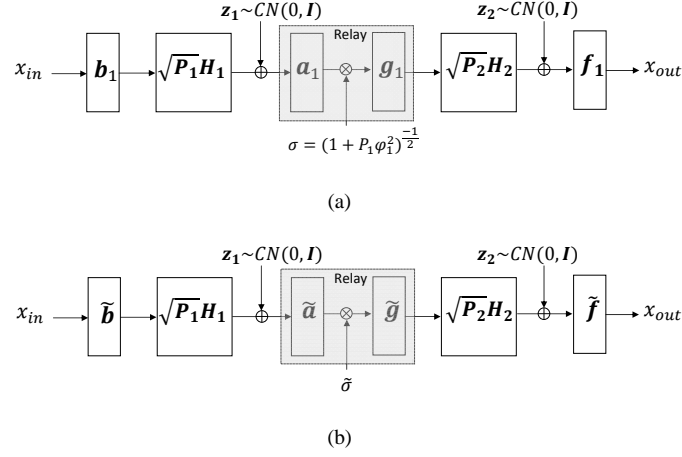 z₁~CN(0, I)
z₂~CN(0, I)
Relay
x_in
b₁
√P₁H₁
a₁
g₁
√P₂H₂
f₁
x_out
σ = (1 + P₁φ₁²)^(-1/2)
(a)
z₁~CN(0, I)
z₂~CN(0, I)
Relay
x_in
b̃
√P₁H₁
ã
g̃
√P₂H₂
f̃
x_out
σ̃
(b)